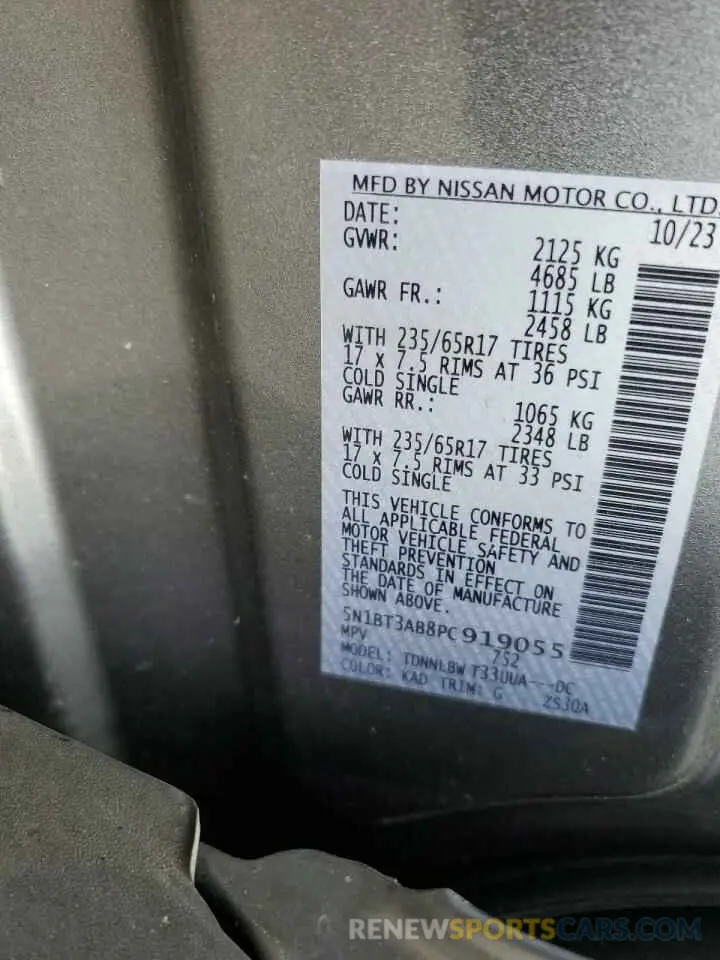 MFD BY NISSAN MOTOR CO., LTD.
DATE: 10/23
GVWR: 2125 KG
4685 LB
GAWR FR.: 1115 KG
2458 LB
WITH 235/65R17 TIRES
17 X 7.5 RIMS AT 36 PSI
COLD SINGLE
GAWR RR.: 1065 KG
2348 LB
WITH 235/65R17 TIRES
17 X 7.5 RIMS AT 33 PSI
COLD SINGLE
THIS VEHICLE CONFORMS TO
ALL APPLICABLE FEDERAL
MOTOR VEHICLE SAFETY AND
THEFT PREVENTION
STANDARDS IN EFFECT ON
THE DATE OF MANUFACTURE
SHOWN ABOVE.
5N1BT3AB8PC919055
MPV 752
MODEL: TDNNLBW T33UUA---DC
COLOR: KAD TRIM: G ZS3OA
RENEWSPORTSCARS.COM